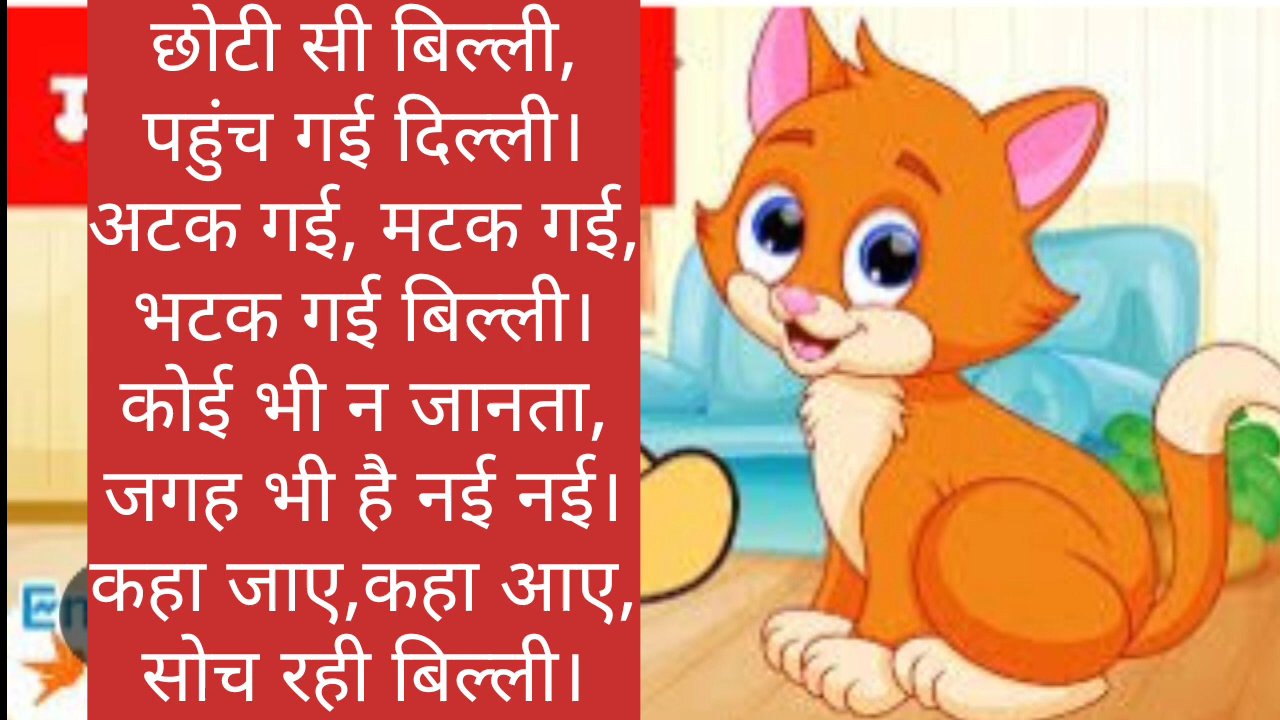 छोटी सी बिल्ली,
पहुंच गई दिल्ली।
अटक गई, मटक गई,
भटक गई बिल्ली।
कोई भी न जानता,
जगह भी है नई नई।
कहा जाए,कहा आए,
सोच रही बिल्ली।